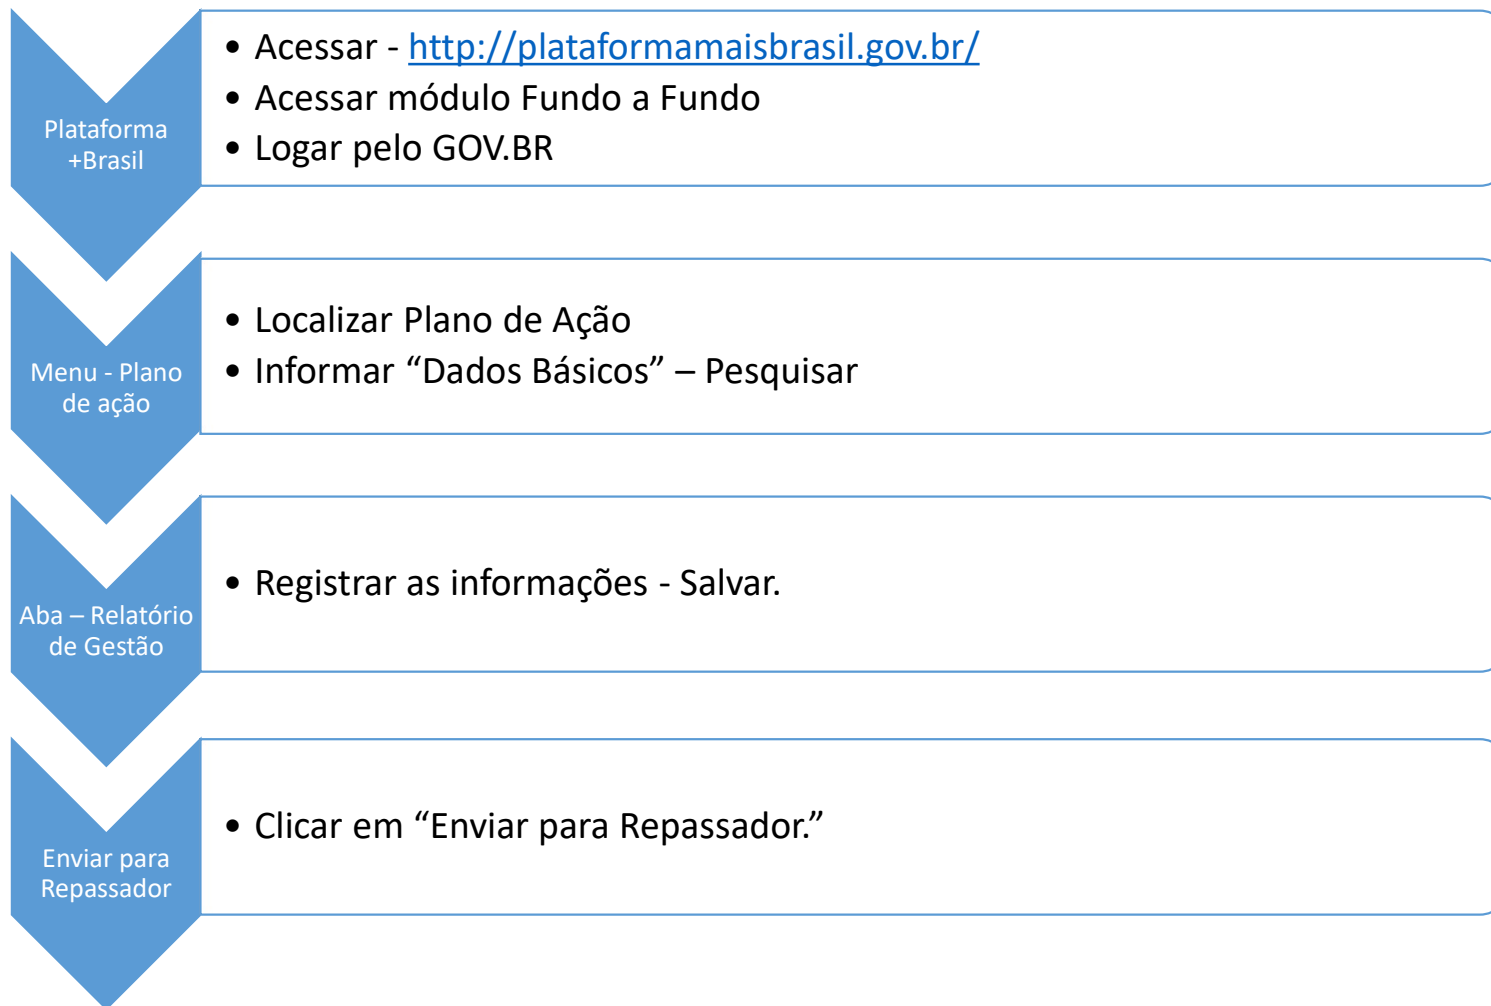 Plataforma
+Brasil
• Acessar - http://plataformamaisbrasil.gov.br/
• Acessar módulo Fundo a Fundo
• Logar pelo GOV.BR
Menu - Plano
de ação
• Localizar Plano de Ação
• Informar “Dados Básicos” – Pesquisar
Aba – Relatório
de Gestão
• Registrar as informações - Salvar.
Enviar para
Repassador
• Clicar em “Enviar para Repassador.”